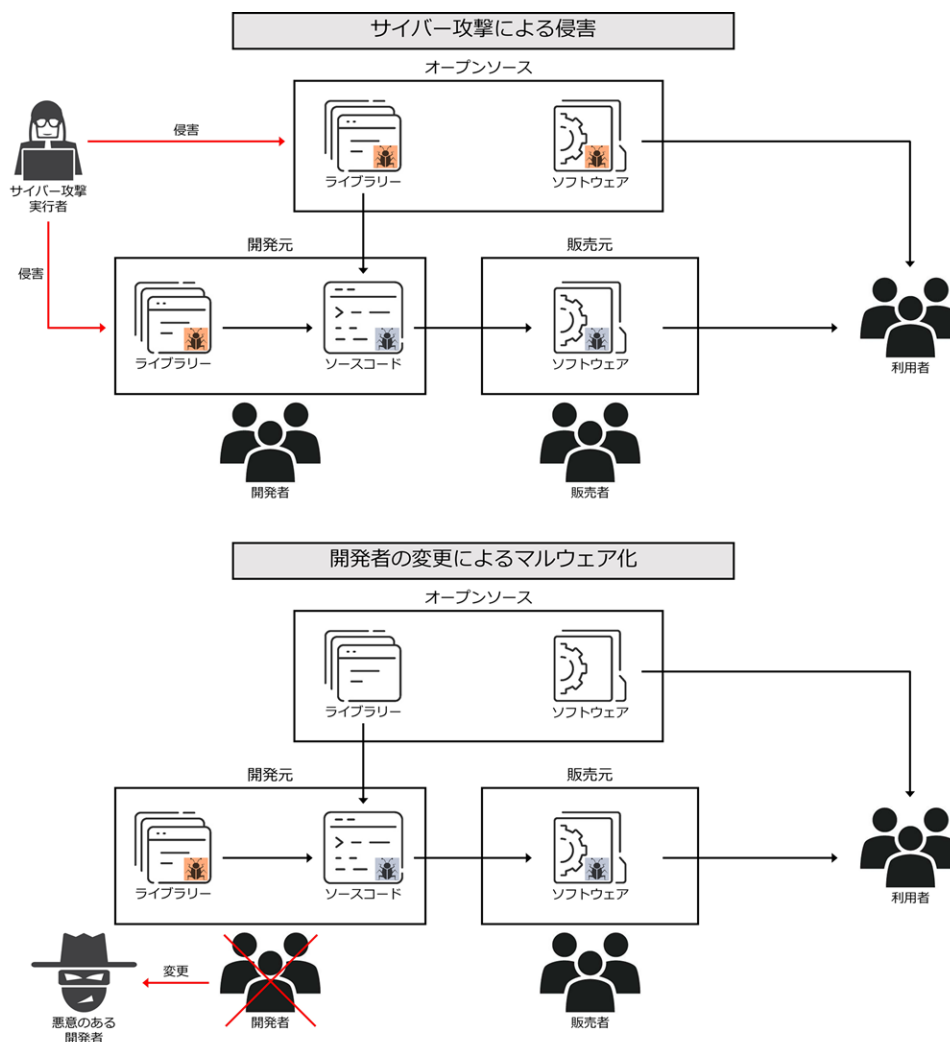 サイバー攻撃による侵害
オープンソース
侵害
ライブラリー
ソフトウェア
サイバー攻撃
実行者
開発元
販売元
侵害
ライブラリー
ソースコード
ソフトウェア
利用者
開発者
販売者
開発者の変更によるマルウェア化
オープンソース
ライブラリー
ソフトウェア
開発元
販売元
ライブラリー
ソースコード
ソフトウェア
利用者
変更
悪意のある
開発者
開発者
販売者